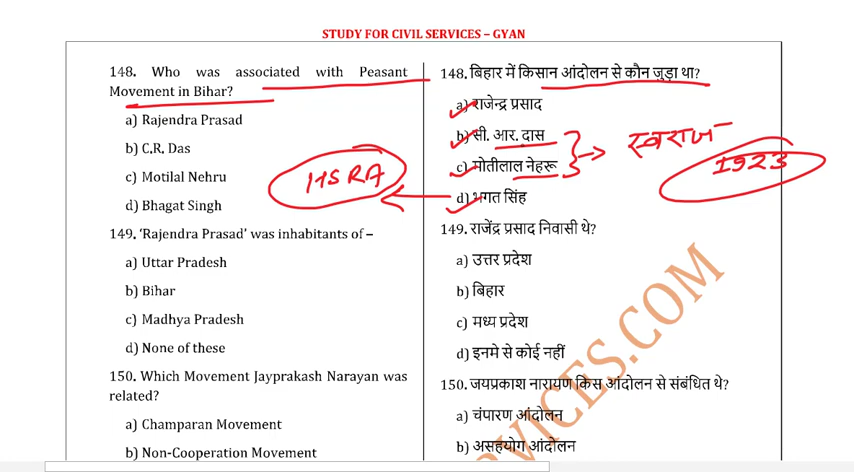 STUDY FOR CIVIL SERVICES – GYAN
148. Who was associated with Peasant
Movement in Bihar?
a) Rajendra Prasad
b) C.R. Das
c) Motilal Nehru
d) Bhagat Singh
149. ‘Rajendra Prasad’ was inhabitants of –
a) Uttar Pradesh
b) Bihar
c) Madhya Pradesh
d) None of these
150. Which Movement Jayprakash Narayan was
related?
a) Champaran Movement
b) Non-Cooperation Movement
HSRA
148. बिहार में किसान आंदोलन से कौन जुड़ा था?
a) राजेन्द्र प्रसाद
b) सी. आर. दास
c) मोतीलाल नेहरू
d) भगत सिंह
स्वराज
1923
149. राजेंद्र प्रसाद निवासी थे?
a) उत्तर प्रदेश
b) बिहार
c) मध्य प्रदेश
d) इनमे से कोई नहीं
150. जयप्रकाश नारायण किस आंदोलन से संबंधित थे?
a) चंपारण आंदोलन
b) असहयोग आंदोलन
SERVICES.COM